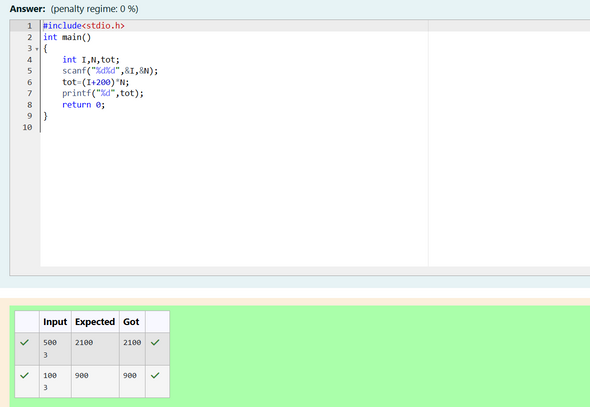 Answer: (penalty regime: 0 %)
1 #include<stdio.h>
2 int main()
3 {
4 int I,N,tot;
5 scanf("%d%d",&I,&N);
6 tot=(I+200)*N;
7 printf("%d",tot);
8 return 0;
9 }
10
Input Expected Got
500 2100 2100
3
100 900 900
3